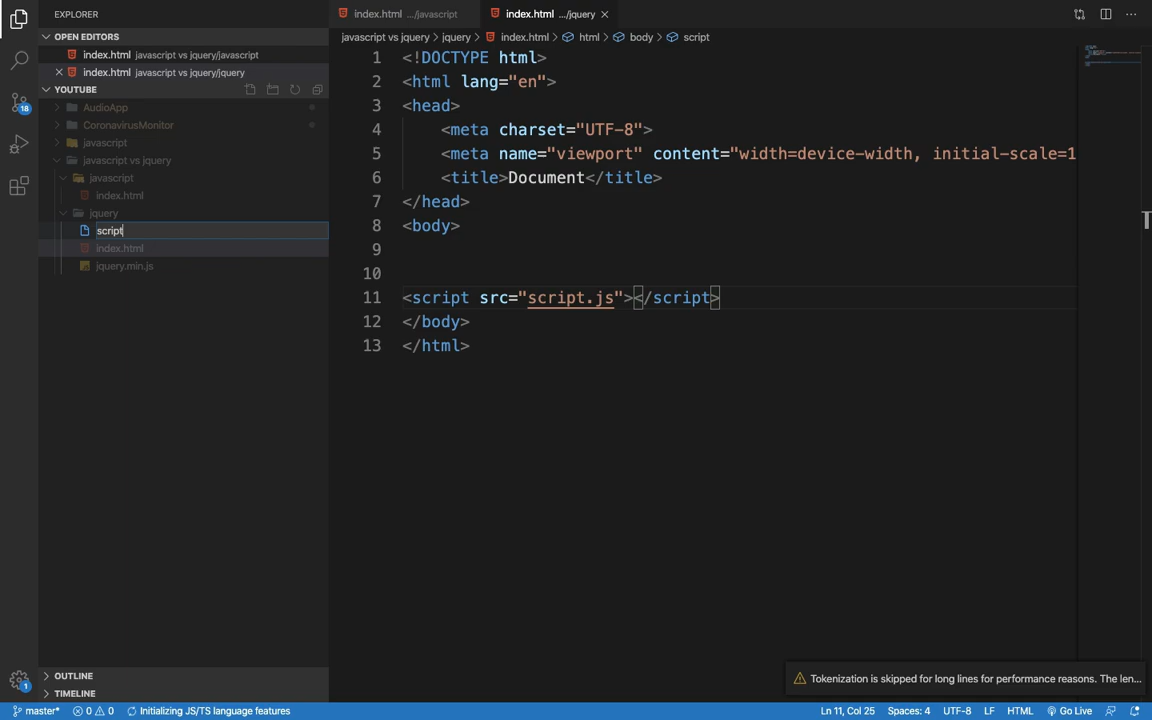 EXPLORER
OPEN EDITORS
index.html javascript vs jquery/javascript
index.html javascript vs jquery/jquery
YOUTUBE
AudioApp
CoronavirusMonitor
javascript
javascript vs jquery
javascript
index.html
jquery
script
index.html
jquery.min.js
OUTLINE
TIMELINE
18
1
index.html .../javascript
index.html .../jquery
javascript vs jquery > jquery > index.html > html > body > script
1 <!DOCTYPE html>
2 <html lang="en">
3 <head>
4 <meta charset="UTF-8">
5 <meta name="viewport" content="width=device-width, initial-scale=1
6 <title>Document</title>
7 </head>
8 <body>
9
10
11 <script src="script.js"></script>
12 </body>
13 </html>
Tokenization is skipped for long lines for performance reasons. The len...
master* 0 0 Initializing JS/TS language features
Ln 11, Col 25 Spaces: 4 UTF-8 LF HTML Go Live